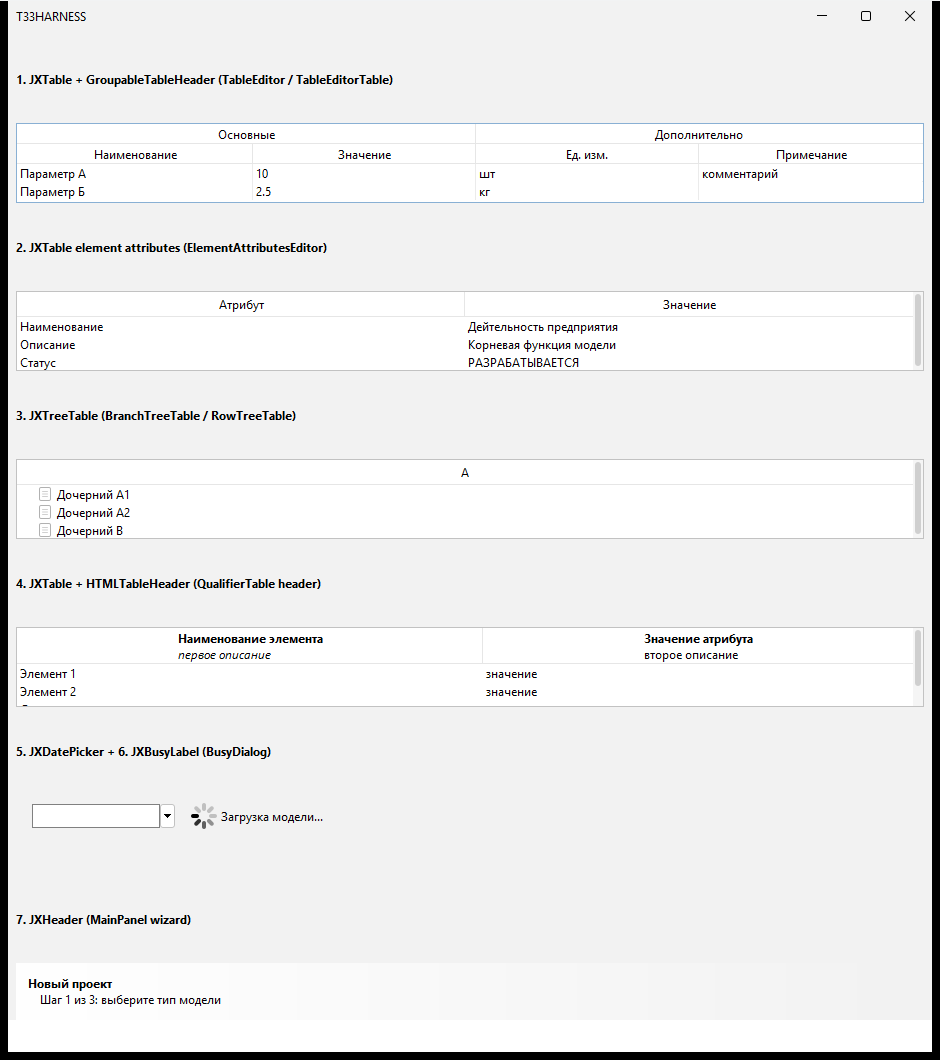 T33HARNESS
1. JXTable + GroupableTableHeader (TableEditor / TableEditorTable)
Основные Дополнительно
Наименование Значение Ед. изм. Примечание
Параметр А 10 шт комментарий
Параметр Б 2.5 кг
2. JXTable element attributes (ElementAttributesEditor)
Атрибут Значение
Наименование Дейтельность предприятия
Описание Корневая функция модели
Статус РАЗРАБАТЫВАЕТСЯ
3. JXTreeTable (BranchTreeTable / RowTreeTable)
A
Дочерний A1
Дочерний A2
Дочерний B
4. JXTable + HTMLTableHeader (QualifierTable header)
Наименование элемента Значение атрибута
первое описание второе описание
Элемент 1 значение
Элемент 2 значение
5. JXDatePicker + 6. JXBusyLabel (BusyDialog)
Загрузка модели...
7. JXHeader (MainPanel wizard)
Новый проект
Шаг 1 из 3: выберите тип модели